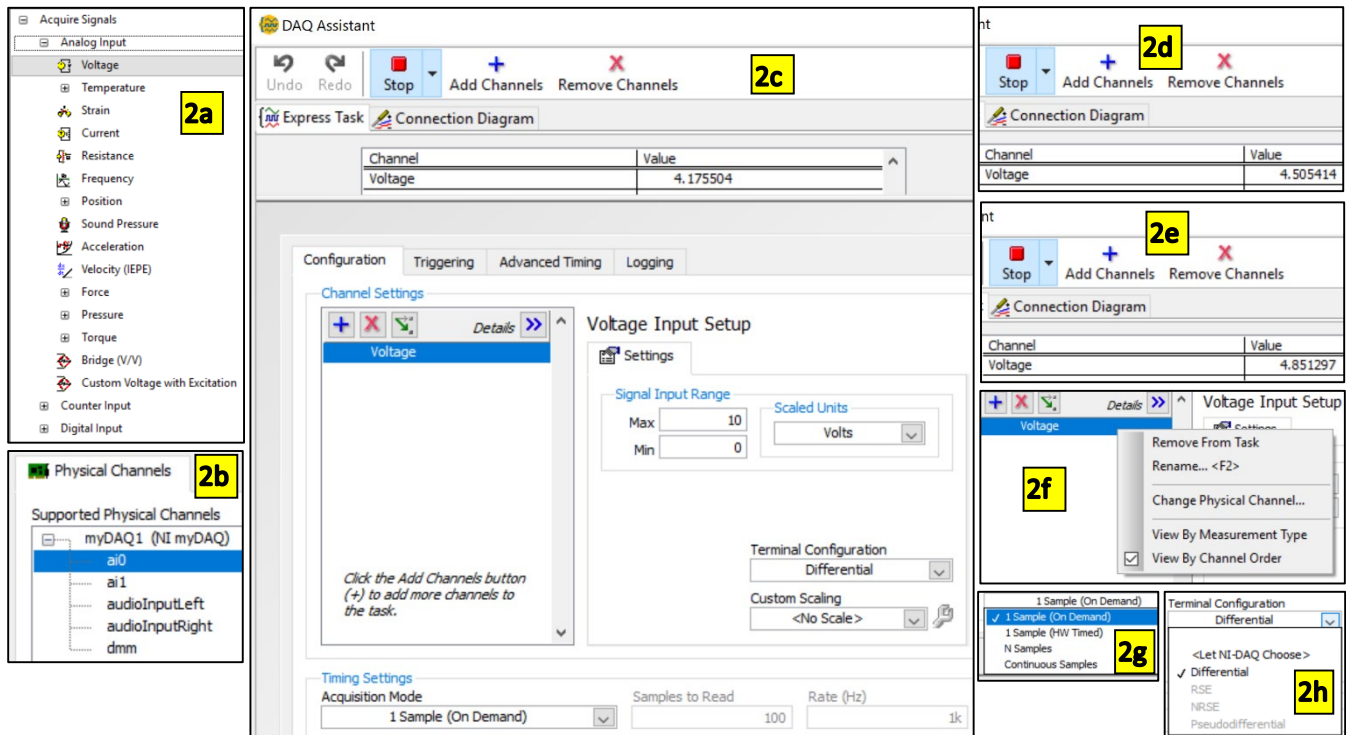 Acquire Signals
Analog Input
Voltage
Temperature
Strain
Current
Resistance
Frequency
Position
Sound Pressure
Acceleration
Velocity (IEPE)
Force
Pressure
Torque
Bridge (V/V)
Custom Voltage with Excitation
Counter Input
Digital Input
2a
Physical Channels
2b
Supported Physical Channels
myDAQ1 (NI myDAQ)
ai0
ai1
audioInputLeft
audioInputRight
dmm
DAQ Assistant
Undo Redo Stop Add Channels Remove Channels
2c
Express Task Connection Diagram
Channel Value
Voltage 4.175504
Configuration Triggering Advanced Timing Logging
Channel Settings
Details
Voltage
Click the Add Channels button
(+) to add more channels to
the task.
Voltage Input Setup
Settings
Signal Input Range
Max 10
Min 0
Scaled Units
Volts
Terminal Configuration
Differential
Custom Scaling
<No Scale>
Timing Settings
Acquisition Mode Samples to Read Rate (Hz)
1 Sample (On Demand) 100 1k
nt
2d
Stop Add Channels Remove Channels
Connection Diagram
Channel Value
Voltage 4.505414
nt
2e
Stop Add Channels Remove Channels
Connection Diagram
Channel Value
Voltage 4.851297
Details Voltage Input Setup
Voltage Settings
2f
Remove From Task
Rename... <F2>
Change Physical Channel...
View By Measurement Type
View By Channel Order
1 Sample (On Demand)
1 Sample (On Demand)
1 Sample (HW Timed)
N Samples
Continuous Samples
2g
Terminal Configuration
Differential
<Let NI-DAQ Choose>
Differential
RSE
NRSE
Pseudodifferential
2h